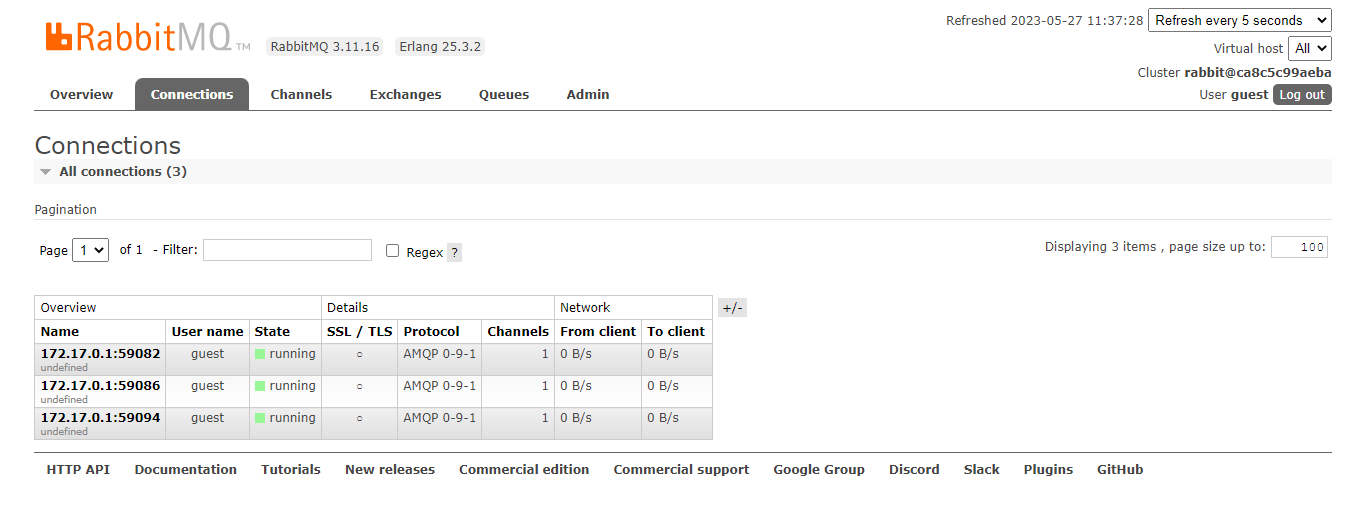 RabbitMQ TM RabbitMQ 3.11.16 Erlang 25.3.2
Refreshed 2023-05-27 11:37:28 Refresh every 5 seconds
Virtual host All
Cluster rabbit@ca8c5c99aeba
User guest Log out
Overview Connections Channels Exchanges Queues Admin
Connections
All connections (3)
Pagination
Page 1 of 1 - Filter: Regex ? Displaying 3 items , page size up to: 100
Overview Details Network +/-
Name User name State SSL / TLS Protocol Channels From client To client
172.17.0.1:59082 guest running ○ AMQP 0-9-1 1 0 B/s 0 B/s
undefined
172.17.0.1:59086 guest running ○ AMQP 0-9-1 1 0 B/s 0 B/s
undefined
172.17.0.1:59094 guest running ○ AMQP 0-9-1 1 0 B/s 0 B/s
undefined
HTTP API Documentation Tutorials New releases Commercial edition Commercial support Google Group Discord Slack Plugins GitHub